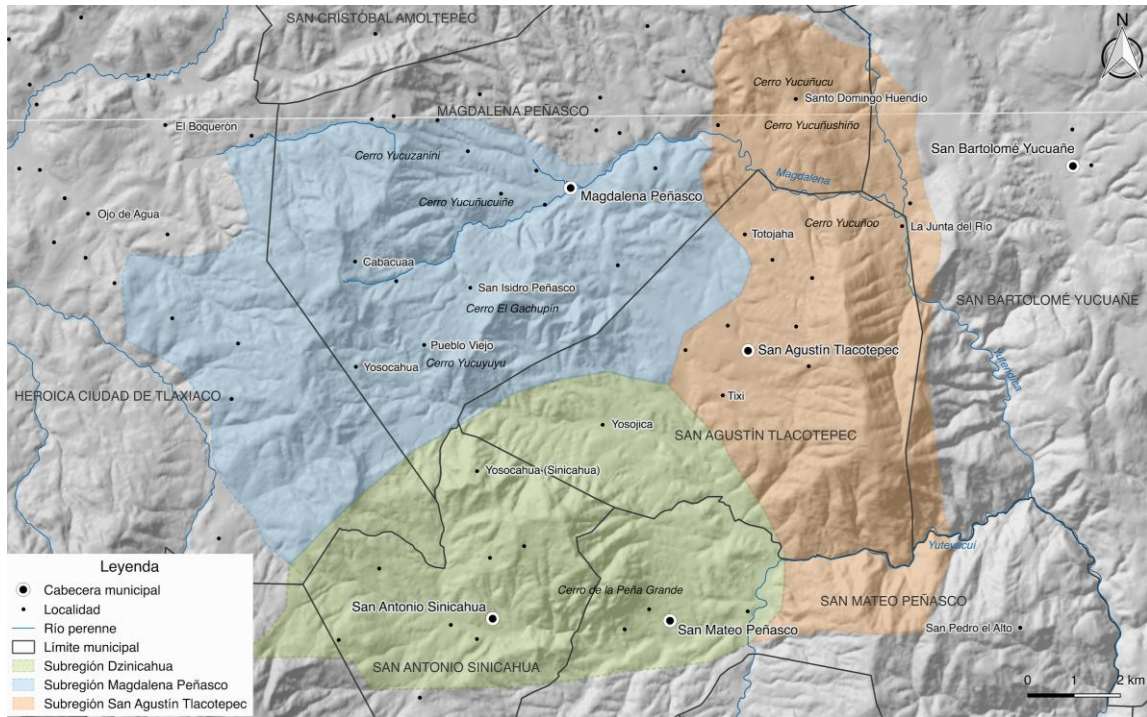 SAN CRISTÓBAL AMOLTEPEC
N
Cerro Yucuñucu
Santo Domingo Huendío
MAGDALENA PEÑASCO
El Boquerón
Cerro Yucuñushiño
San Bartolomé Yucuañe
Cerro Yucuzanini
Magdalena
Magdalena Peñasco
Cerro Yucuñucuiñe
Ojo de Agua
Cerro Yucuñoo
La Junta del Río
Totojaha
Cabacuaa
San Isidro Peñasco
SAN BARTOLOMÉ YUCUAÑE
Cerro El Gachupín
Pueblo Viejo
San Agustín Tlacotepec
Yosocahua
Cerro Yucuyuyu
HEROICA CIUDAD DE TLAXIACO
Tixi
Yosojica
SAN AGUSTÍN TLACOTEPEC
Yosocahua (Sinicahua)
Yuteyucuí
Cerro de la Peña Grande
San Antonio Sinicahua
SAN MATEO PEÑASCO
San Mateo Peñasco
San Pedro el Alto
SAN ANTONIO SINICAHUA
Leyenda
Cabecera municipal
Localidad
Río perenne
Límite municipal
Subregión Dzinicahua
Subregión Magdalena Peñasco
Subregión San Agustín Tlacotepec
0 1 2 km